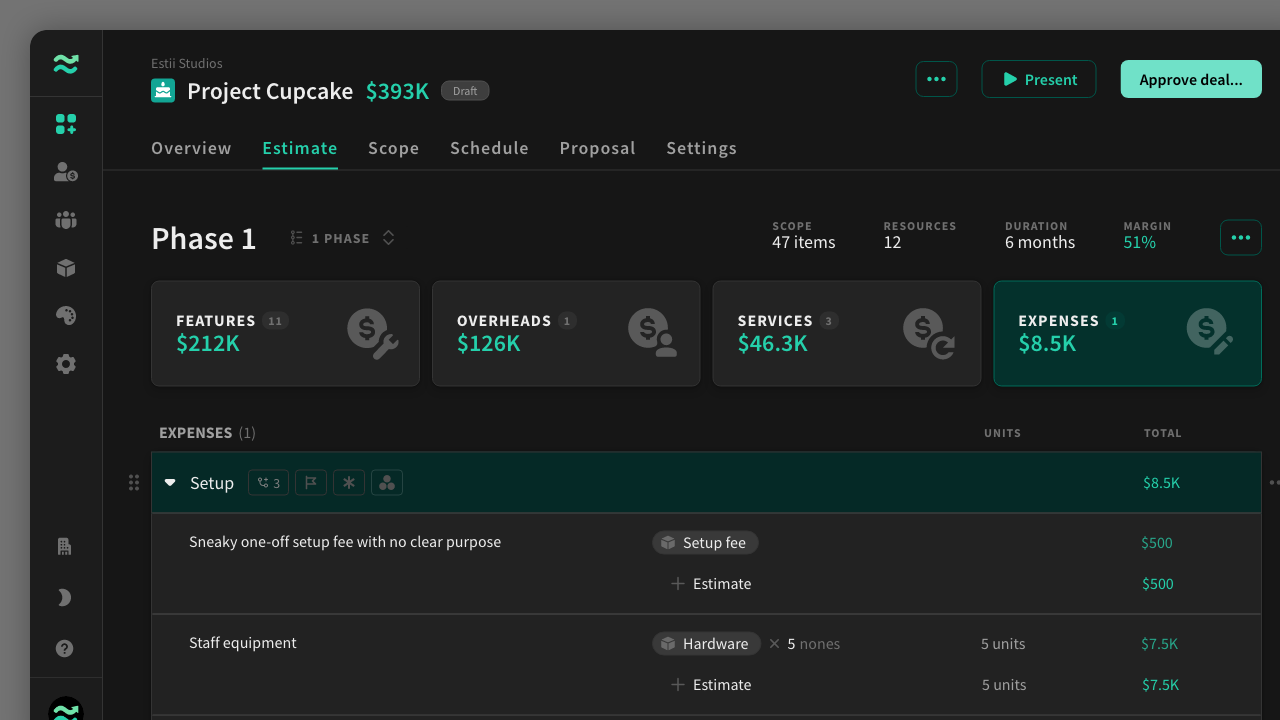 Estii Studios
Project Cupcake $393K Draft
Present
Approve deal...
Overview Estimate Scope Schedule Proposal Settings
Phase 1
1 PHASE
SCOPE
47 items
RESOURCES
12
DURATION
6 months
MARGIN
51%
FEATURES 11
$212K
OVERHEADS 1
$126K
SERVICES 3
$46.3K
EXPENSES 1
$8.5K
EXPENSES (1) UNITS TOTAL
Setup 3 $8.5K
Sneaky one-off setup fee with no clear purpose Setup fee $500
Estimate $500
Staff equipment Hardware × 5 nones 5 units $7.5K
Estimate 5 units $7.5K